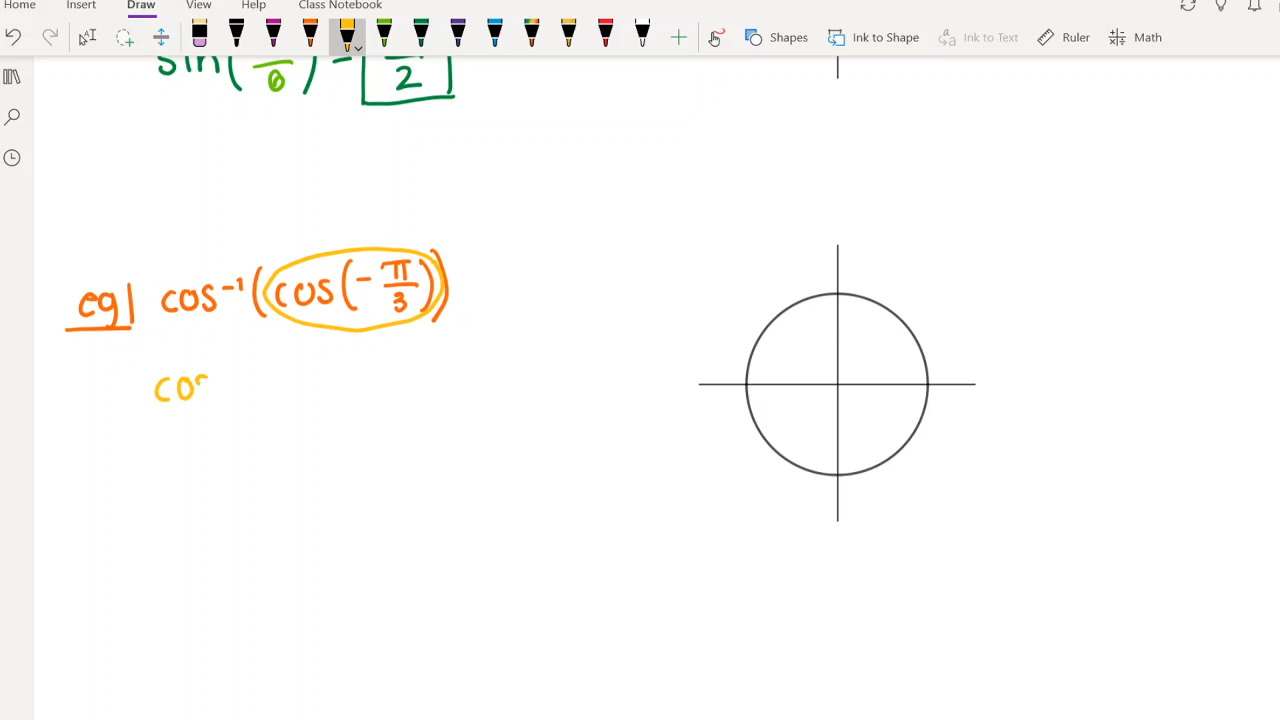 Home Insert Draw View Help Class Notebook
Shapes Ink to Shape Ink to Text Ruler Math
sin( /6) = /2
eg| cos⁻¹(cos(-π/3))
co